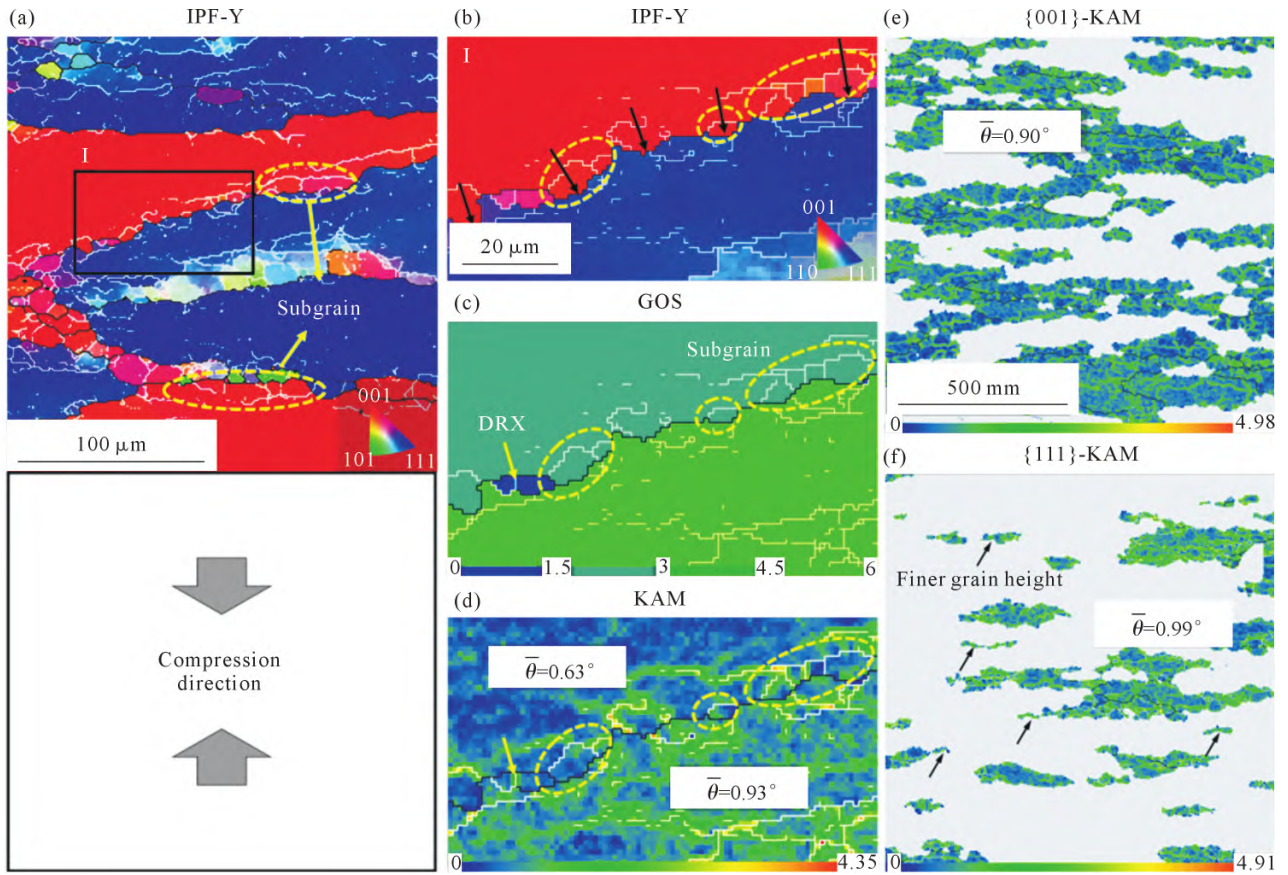 (a)
IPF-Y
I
Subgrain
100 μm
001
101
111
Compression
direction
(b)
IPF-Y
I
20 μm
001
110
111
(c)
GOS
Subgrain
DRX
0
1.5
3
4.5
6
(d)
KAM
θ̅=0.63°
θ̅=0.93°
0
4.35
(e)
{001}-KAM
θ̅=0.90°
500 mm
0
4.98
(f)
{111}-KAM
Finer grain height
θ̅=0.99°
0
4.91